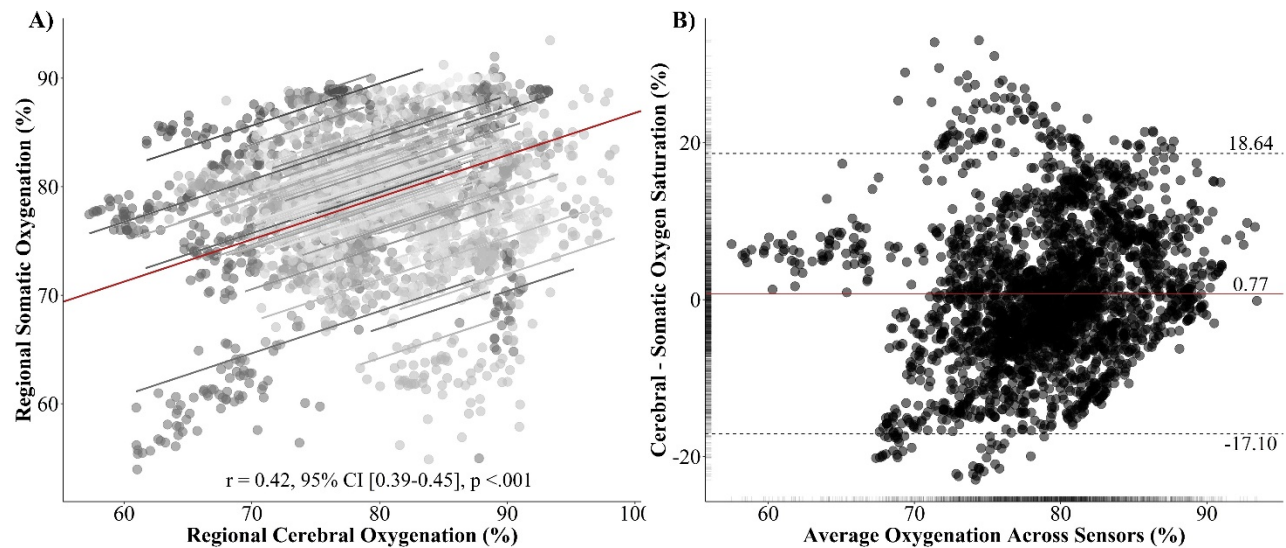 A)
90
80
70
60
Regional Somatic Oxygenation (%)
r = 0.42, 95% CI [0.39-0.45], p <.001
60
70
80
90
100
Regional Cerebral Oxygenation (%)
B)
20
0
-20
Cerebral - Somatic Oxygen Saturation (%)
18.64
0.77
-17.10
60
70
80
90
Average Oxygenation Across Sensors (%)